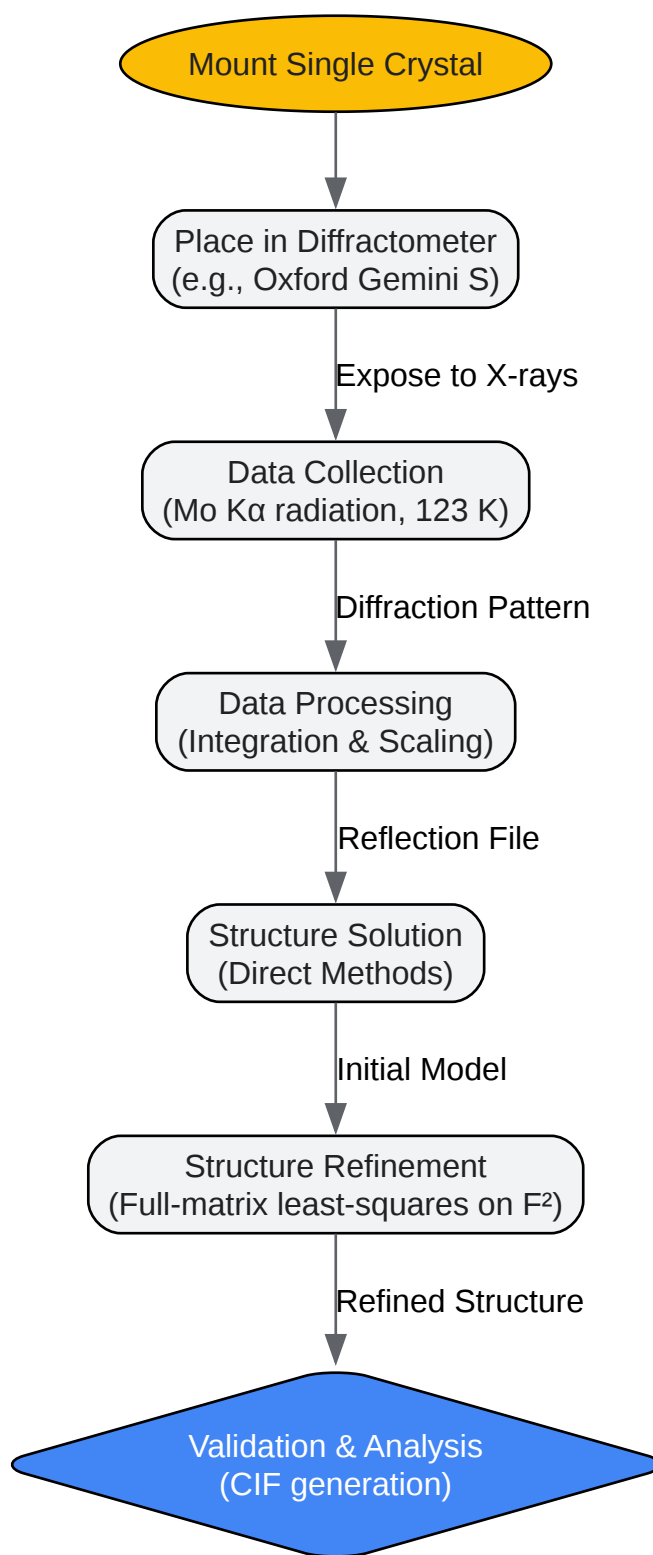 Mount Single Crystal
Place in Diffractometer
(e.g., Oxford Gemini S)
Expose to X-rays
Data Collection
(Mo Kα radiation, 123 K)
Diffraction Pattern
Data Processing
(Integration & Scaling)
Reflection File
Structure Solution
(Direct Methods)
Initial Model
Structure Refinement
(Full-matrix least-squares on F²)
Refined Structure
Validation & Analysis
(CIF generation)